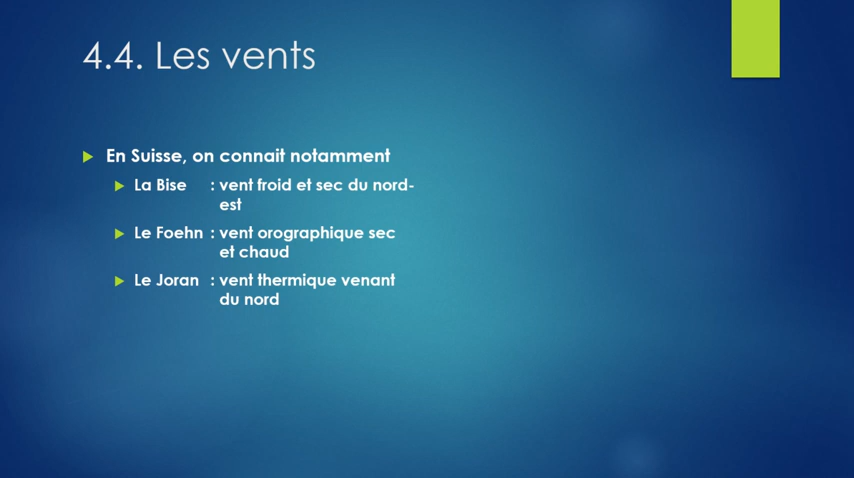 4.4. Les vents
En Suisse, on connait notamment
La Bise : vent froid et sec du nord-
est
Le Foehn : vent orographique sec
et chaud
Le Joran : vent thermique venant
du nord